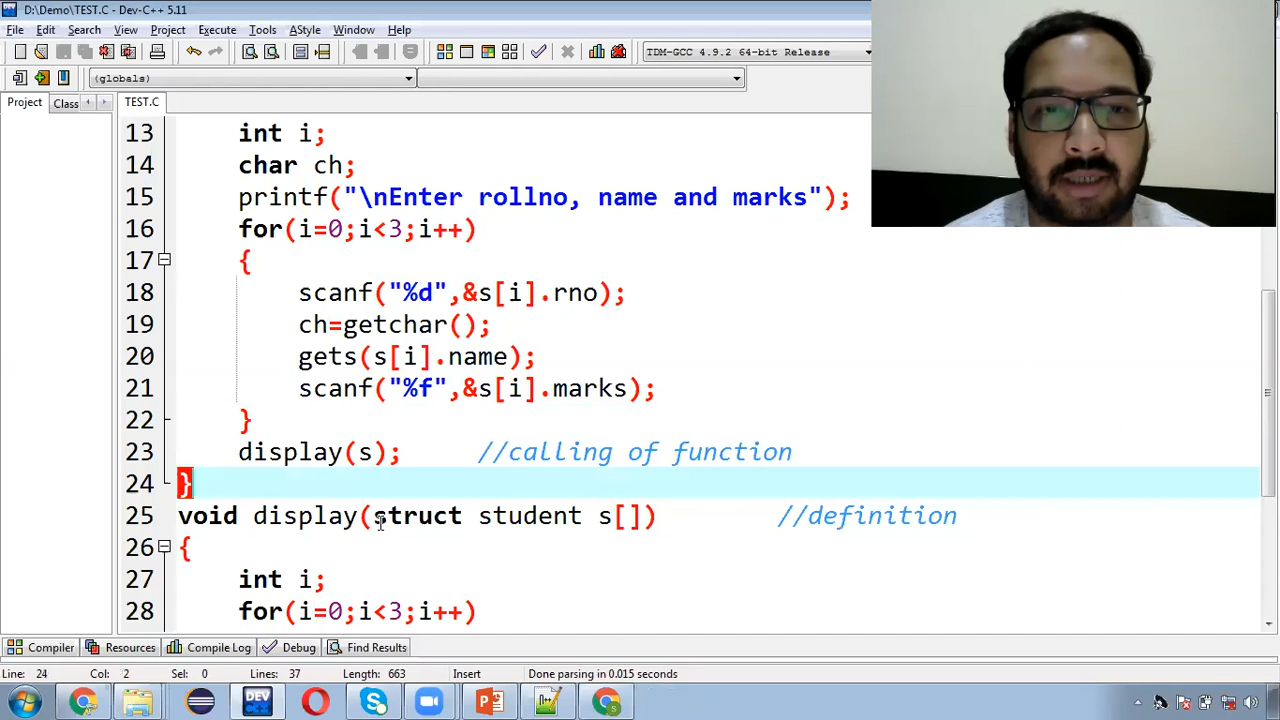 D:\Demo\TEST.C - Dev-C++ 5.11
File Edit Search View Project Execute Tools AStyle Window Help
TDM-GCC 4.9.2 64-bit Release
(globals)
Project Class TEST.C
13 int i;
14 char ch;
15 printf("\nEnter rollno, name and marks");
16 for(i=0;i<3;i++)
17 {
18 scanf("%d",&s[i].rno);
19 ch=getchar();
20 gets(s[i].name);
21 scanf("%f",&s[i].marks);
22 }
23 display(s); //calling of function
24 }
25 void display(struct student s[]) //definition
26 {
27 int i;
28 for(i=0;i<3;i++)
Compiler Resources Compile Log Debug Find Results
Line: 24 Col: 2 Sel: 0 Lines: 37 Length: 663 Insert Done parsing in 0.015 seconds
DEV